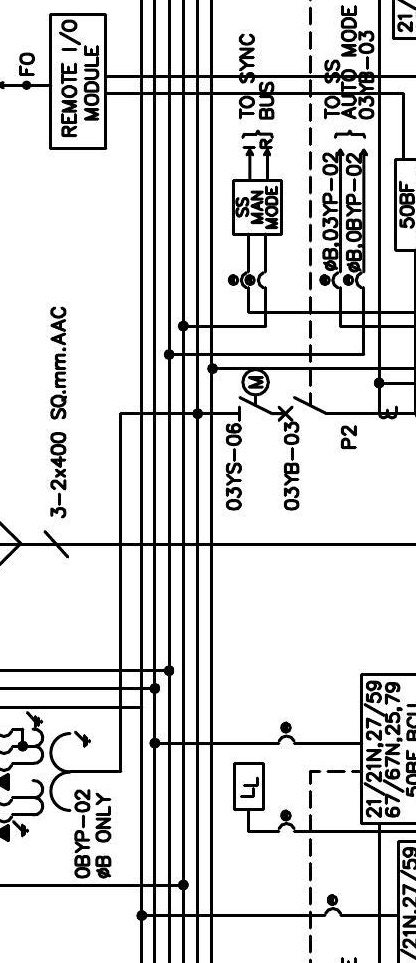 FO
REMOTE I/O
MODULE
TO SYNC
BUS
TO SS
AUTO MODE
03YB-03
21/
I
R
SS
MAN
MODE
ØB,03YP-02
ØB,0BYP-02
50BF
3-2x400 SQ.mm.AAC
M
03YS-06
03YB-03
P2
0BYP-02
ØB ONLY
LL
21/21N,27/59
67/67N,25,79
50BF BCU
21N,27/59